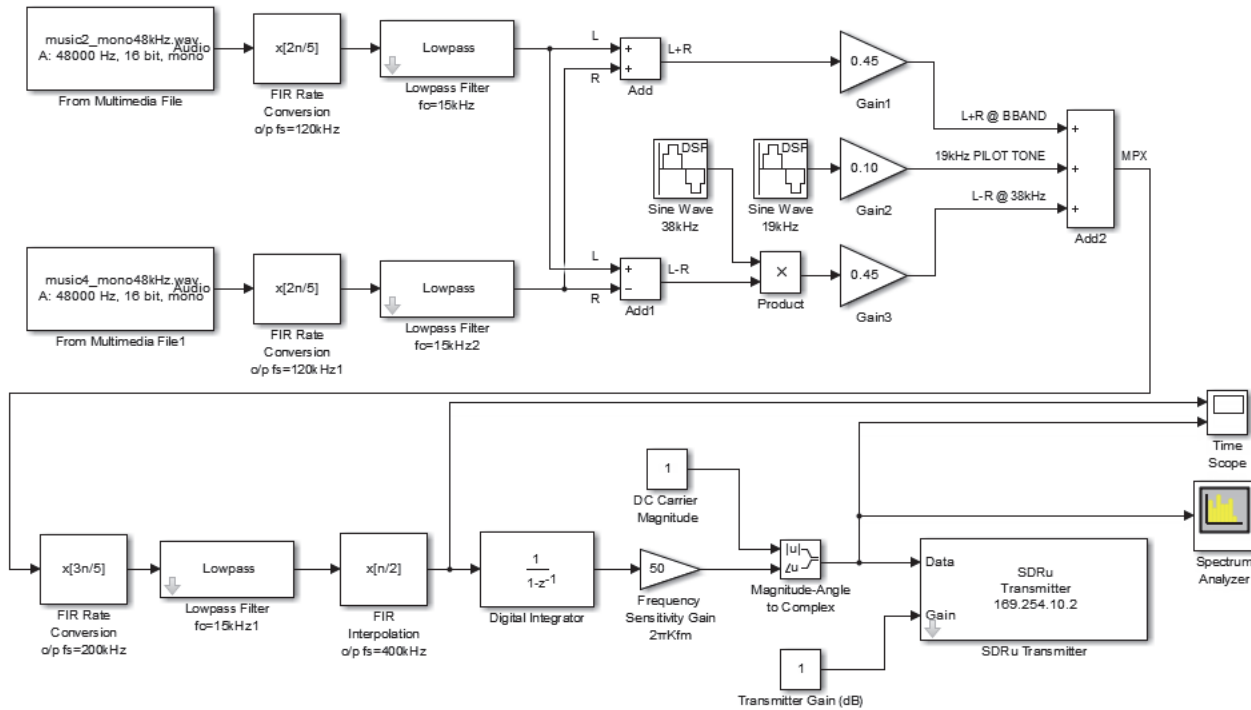 music2_mono48kHz.wav
Audio
A: 48000 Hz, 16 bit, mono
From Multimedia File
x[2n/5]
FIR Rate
Conversion
o/p fs=120kHz
Lowpass
Lowpass Filter
fc=15kHz
L
R
+
+
Add
L+R
0.45
Gain1
L+R @ BBAND
DSP
Sine Wave
38kHz
DSP
Sine Wave
19kHz
0.10
Gain2
19kHz PILOT TONE
L-R @ 38kHz
+
+
+
Add2
MPX
music4_mono48kHz.wav
Audio
A: 48000 Hz, 16 bit, mono
From Multimedia File1
x[2n/5]
FIR Rate
Conversion
o/p fs=120kHz1
Lowpass
Lowpass Filter
fc=15kHz2
L
R
+
−
Add1
L-R
×
Product
0.45
Gain3
Time
Scope
1
DC Carrier
Magnitude
x[3n/5]
FIR Rate
Conversion
o/p fs=200kHz
Lowpass
Lowpass Filter
fc=15kHz1
x[n/2]
FIR
Interpolation
o/p fs=400kHz
1
1-z-1
Digital Integrator
50
Frequency
Sensitivity Gain
2πKfm
|u|
∠u
Magnitude-Angle
to Complex
Data
Gain
SDRu
Transmitter
169.254.10.2
SDRu Transmitter
Spectrum
Analyzer
1
Transmitter Gain (dB)